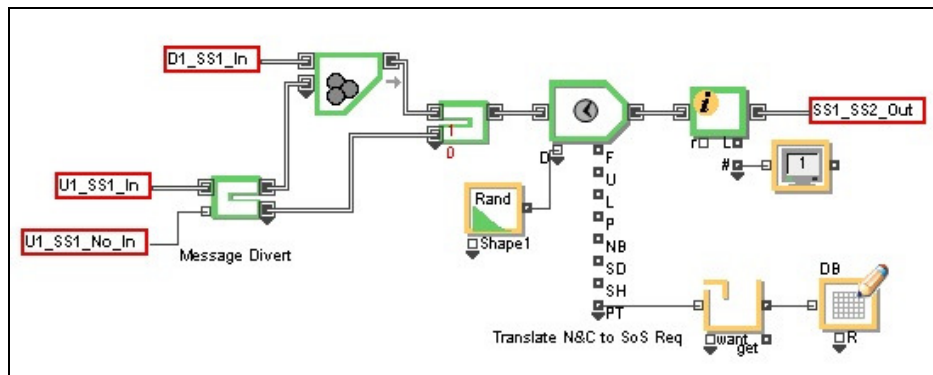 D1_SS1_In
U1_SS1_In
U1_SS1_No_In
Message Divert
1
0
D
Rand
Shape1
F
U
L
P
NB
SD
SH
PT
Translate N&C to SoS Req
i
r
L
#
1
SS1_SS2_Out
want
get
DB
R